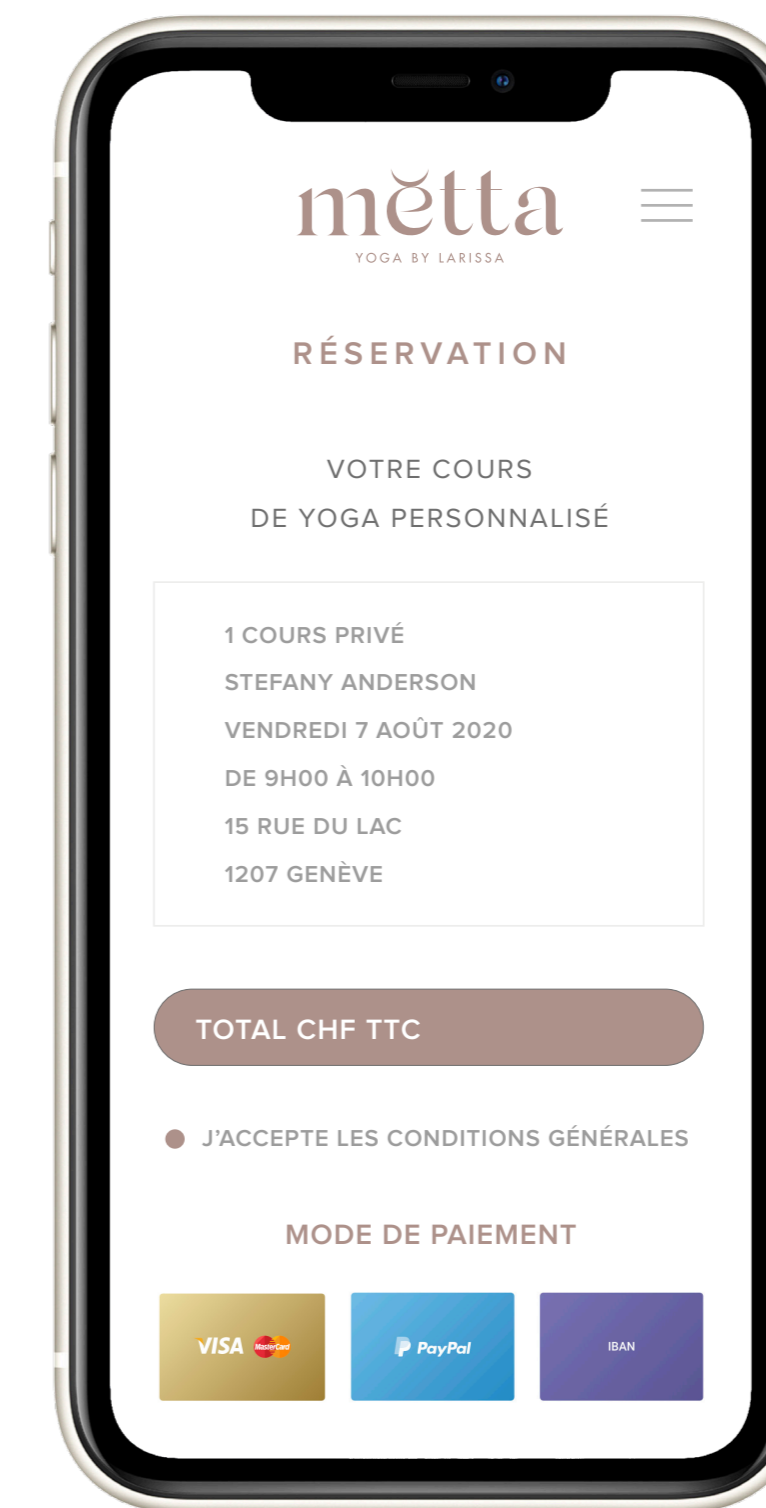 mĕtta
YOGA BY LARISSA
RÉSERVATION
VOTRE COURS
DE YOGA PERSONNALISÉ
1 COURS PRIVÉ
STEFANY ANDERSON
VENDREDI 7 AOÛT 2020
DE 9H00 À 10H00
15 RUE DU LAC
1207 GENÈVE
TOTAL CHF TTC
J’ACCEPTE LES CONDITIONS GÉNÉRALES
MODE DE PAIEMENT
VISA MasterCard PayPal IBAN